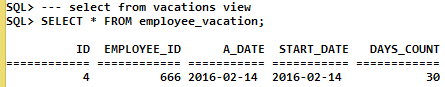 SQL> --- select from vacations view
SQL> SELECT * FROM employee_vacation;
ID EMPLOYEE_ID A_DATE START_DATE DAYS_COUNT
============ ============ ============ ============ ============
4 666 2016-02-14 2016-02-14 30